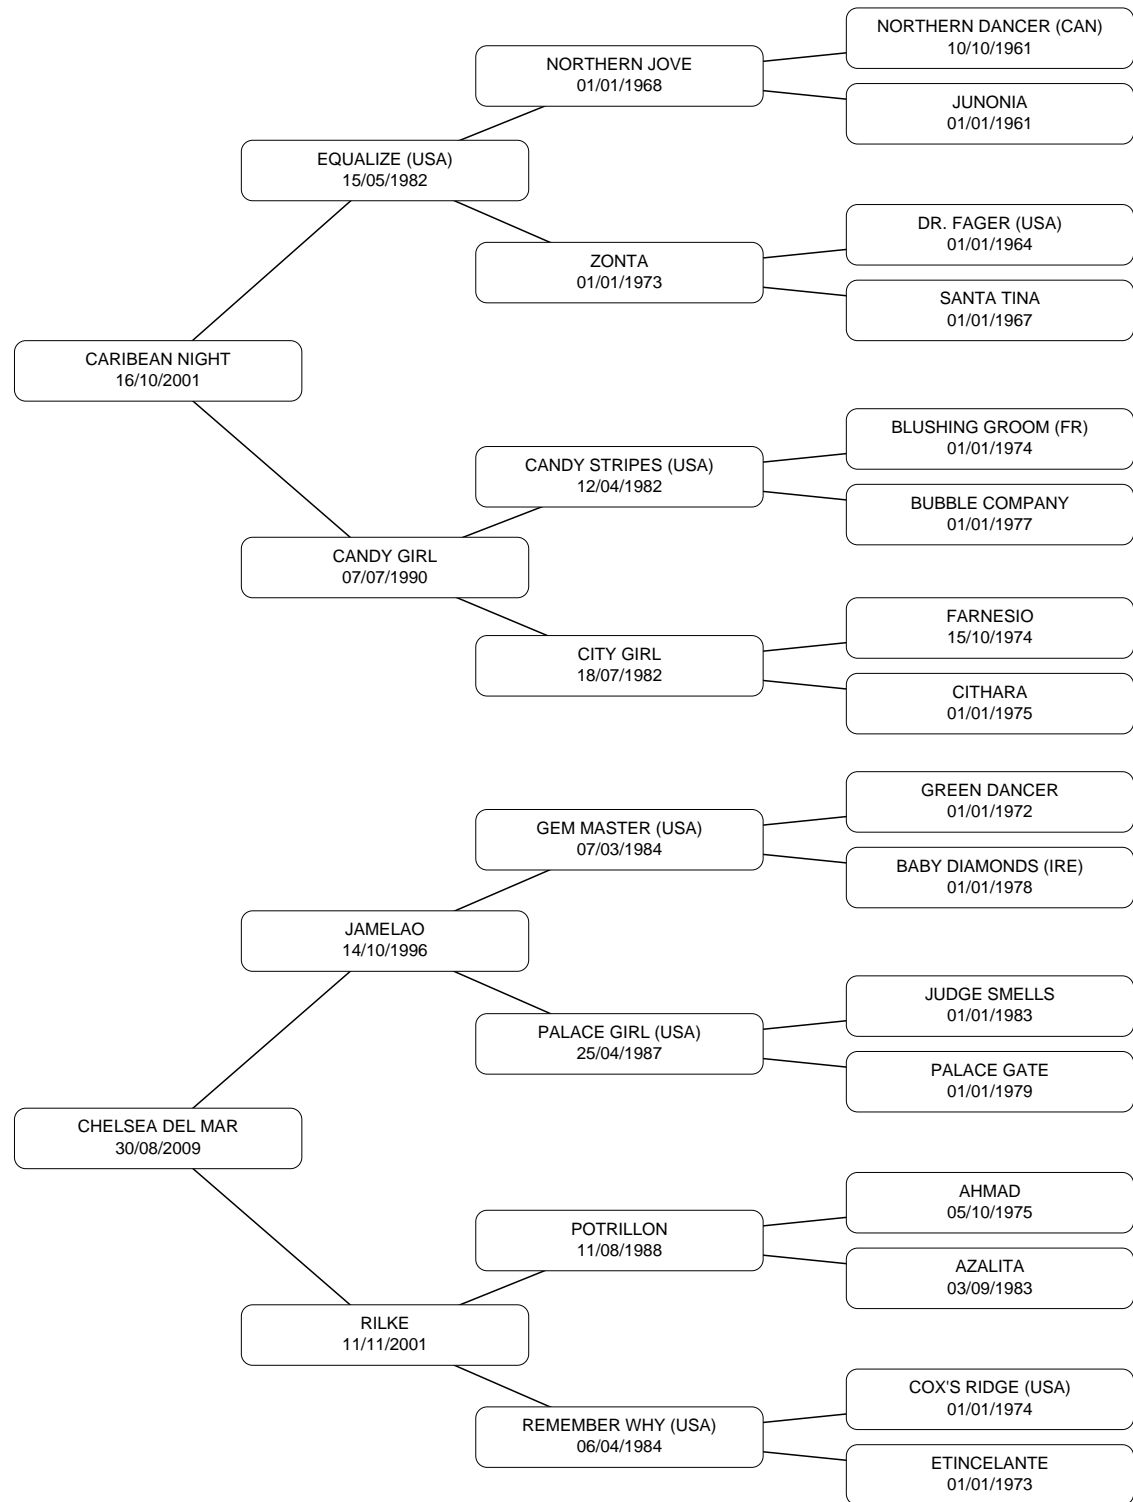 NORTHERN DANCER (CAN)
10/10/1961
NORTHERN JOVE
01/01/1968
JUNONIA
01/01/1961
EQUALIZE (USA)
15/05/1982
DR. FAGER (USA)
01/01/1964
ZONTA
01/01/1973
SANTA TINA
01/01/1967
CARIBEAN NIGHT
16/10/2001
BLUSHING GROOM (FR)
01/01/1974
CANDY STRIPES (USA)
12/04/1982
BUBBLE COMPANY
01/01/1977
CANDY GIRL
07/07/1990
FARNESIO
15/10/1974
CITY GIRL
18/07/1982
CITHARA
01/01/1975
GREEN DANCER
01/01/1972
GEM MASTER (USA)
07/03/1984
BABY DIAMONDS (IRE)
01/01/1978
JAMELAO
14/10/1996
JUDGE SMELLS
01/01/1983
PALACE GIRL (USA)
25/04/1987
PALACE GATE
01/01/1979
CHELSEA DEL MAR
30/08/2009
AHMAD
05/10/1975
POTRILLON
11/08/1988
AZALITA
03/09/1983
RILKE
11/11/2001
COX'S RIDGE (USA)
01/01/1974
REMEMBER WHY (USA)
06/04/1984
ETINCELANTE
01/01/1973